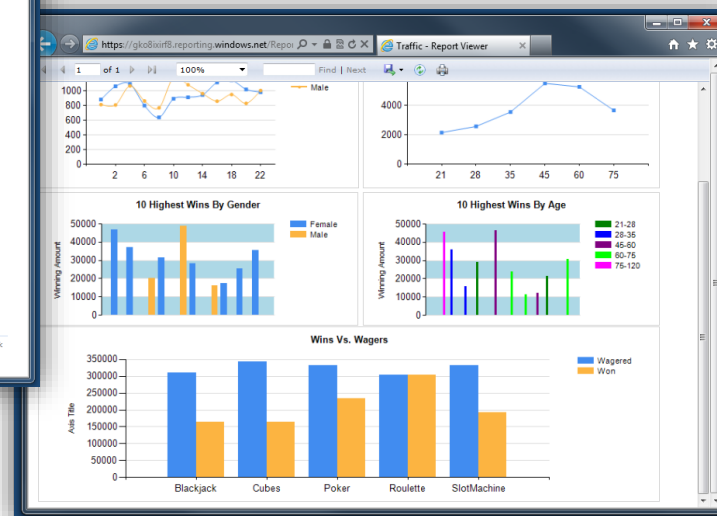 https://gko8ixirf8.reporting.windows.net/Repor
Traffic - Report Viewer
1 of 1 100% Find | Next
1000
800
600
400
200
0
2 6 4 8 12 14 18 22
Male
4000
2000
0
21 28 35 45 60 75
10 Highest Wins By Gender
Winning Amount
50000
40000
30000
20000
10000
0
Female
Male
10 Highest Wins By Age
Winning Amount
50000
40000
30000
20000
10000
0
21-28
28-35
45-60
60-75
75-120
Wins Vs. Wagers
Axis Title
350000
300000
250000
200000
150000
100000
50000
0
Blackjack Cubes Poker Roulette SlotMachine
Wagered
Won